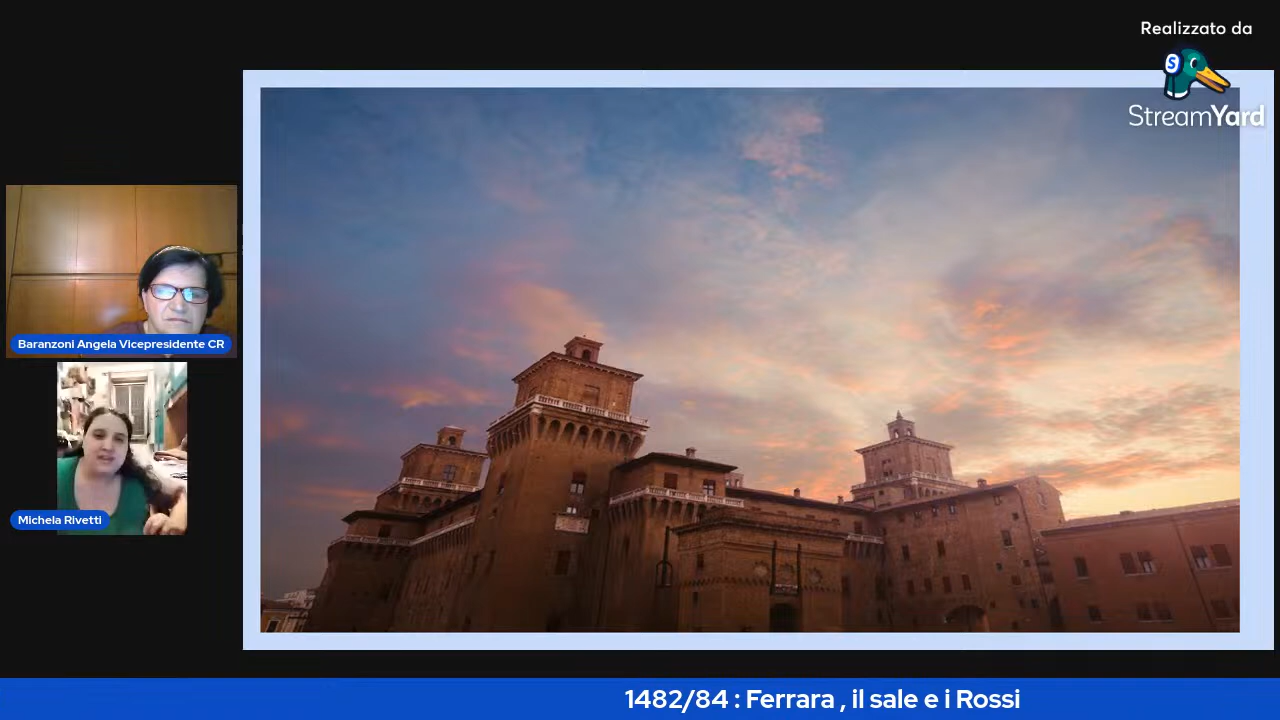 Realizzato da
StreamYard
Baranzoni Angela Vicepresidente CR
Michela Rivetti
1482/84 : Ferrara , il sale e i Rossi